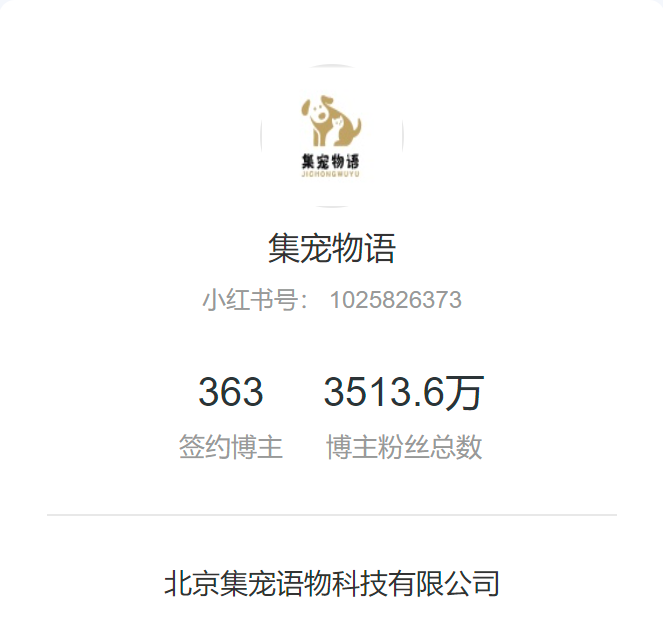 集宠物语
JICHONGWUYU
集宠物语
小红书号： 1025826373
363 3513.6万
签约博主 博主粉丝总数
北京集宠语物科技有限公司